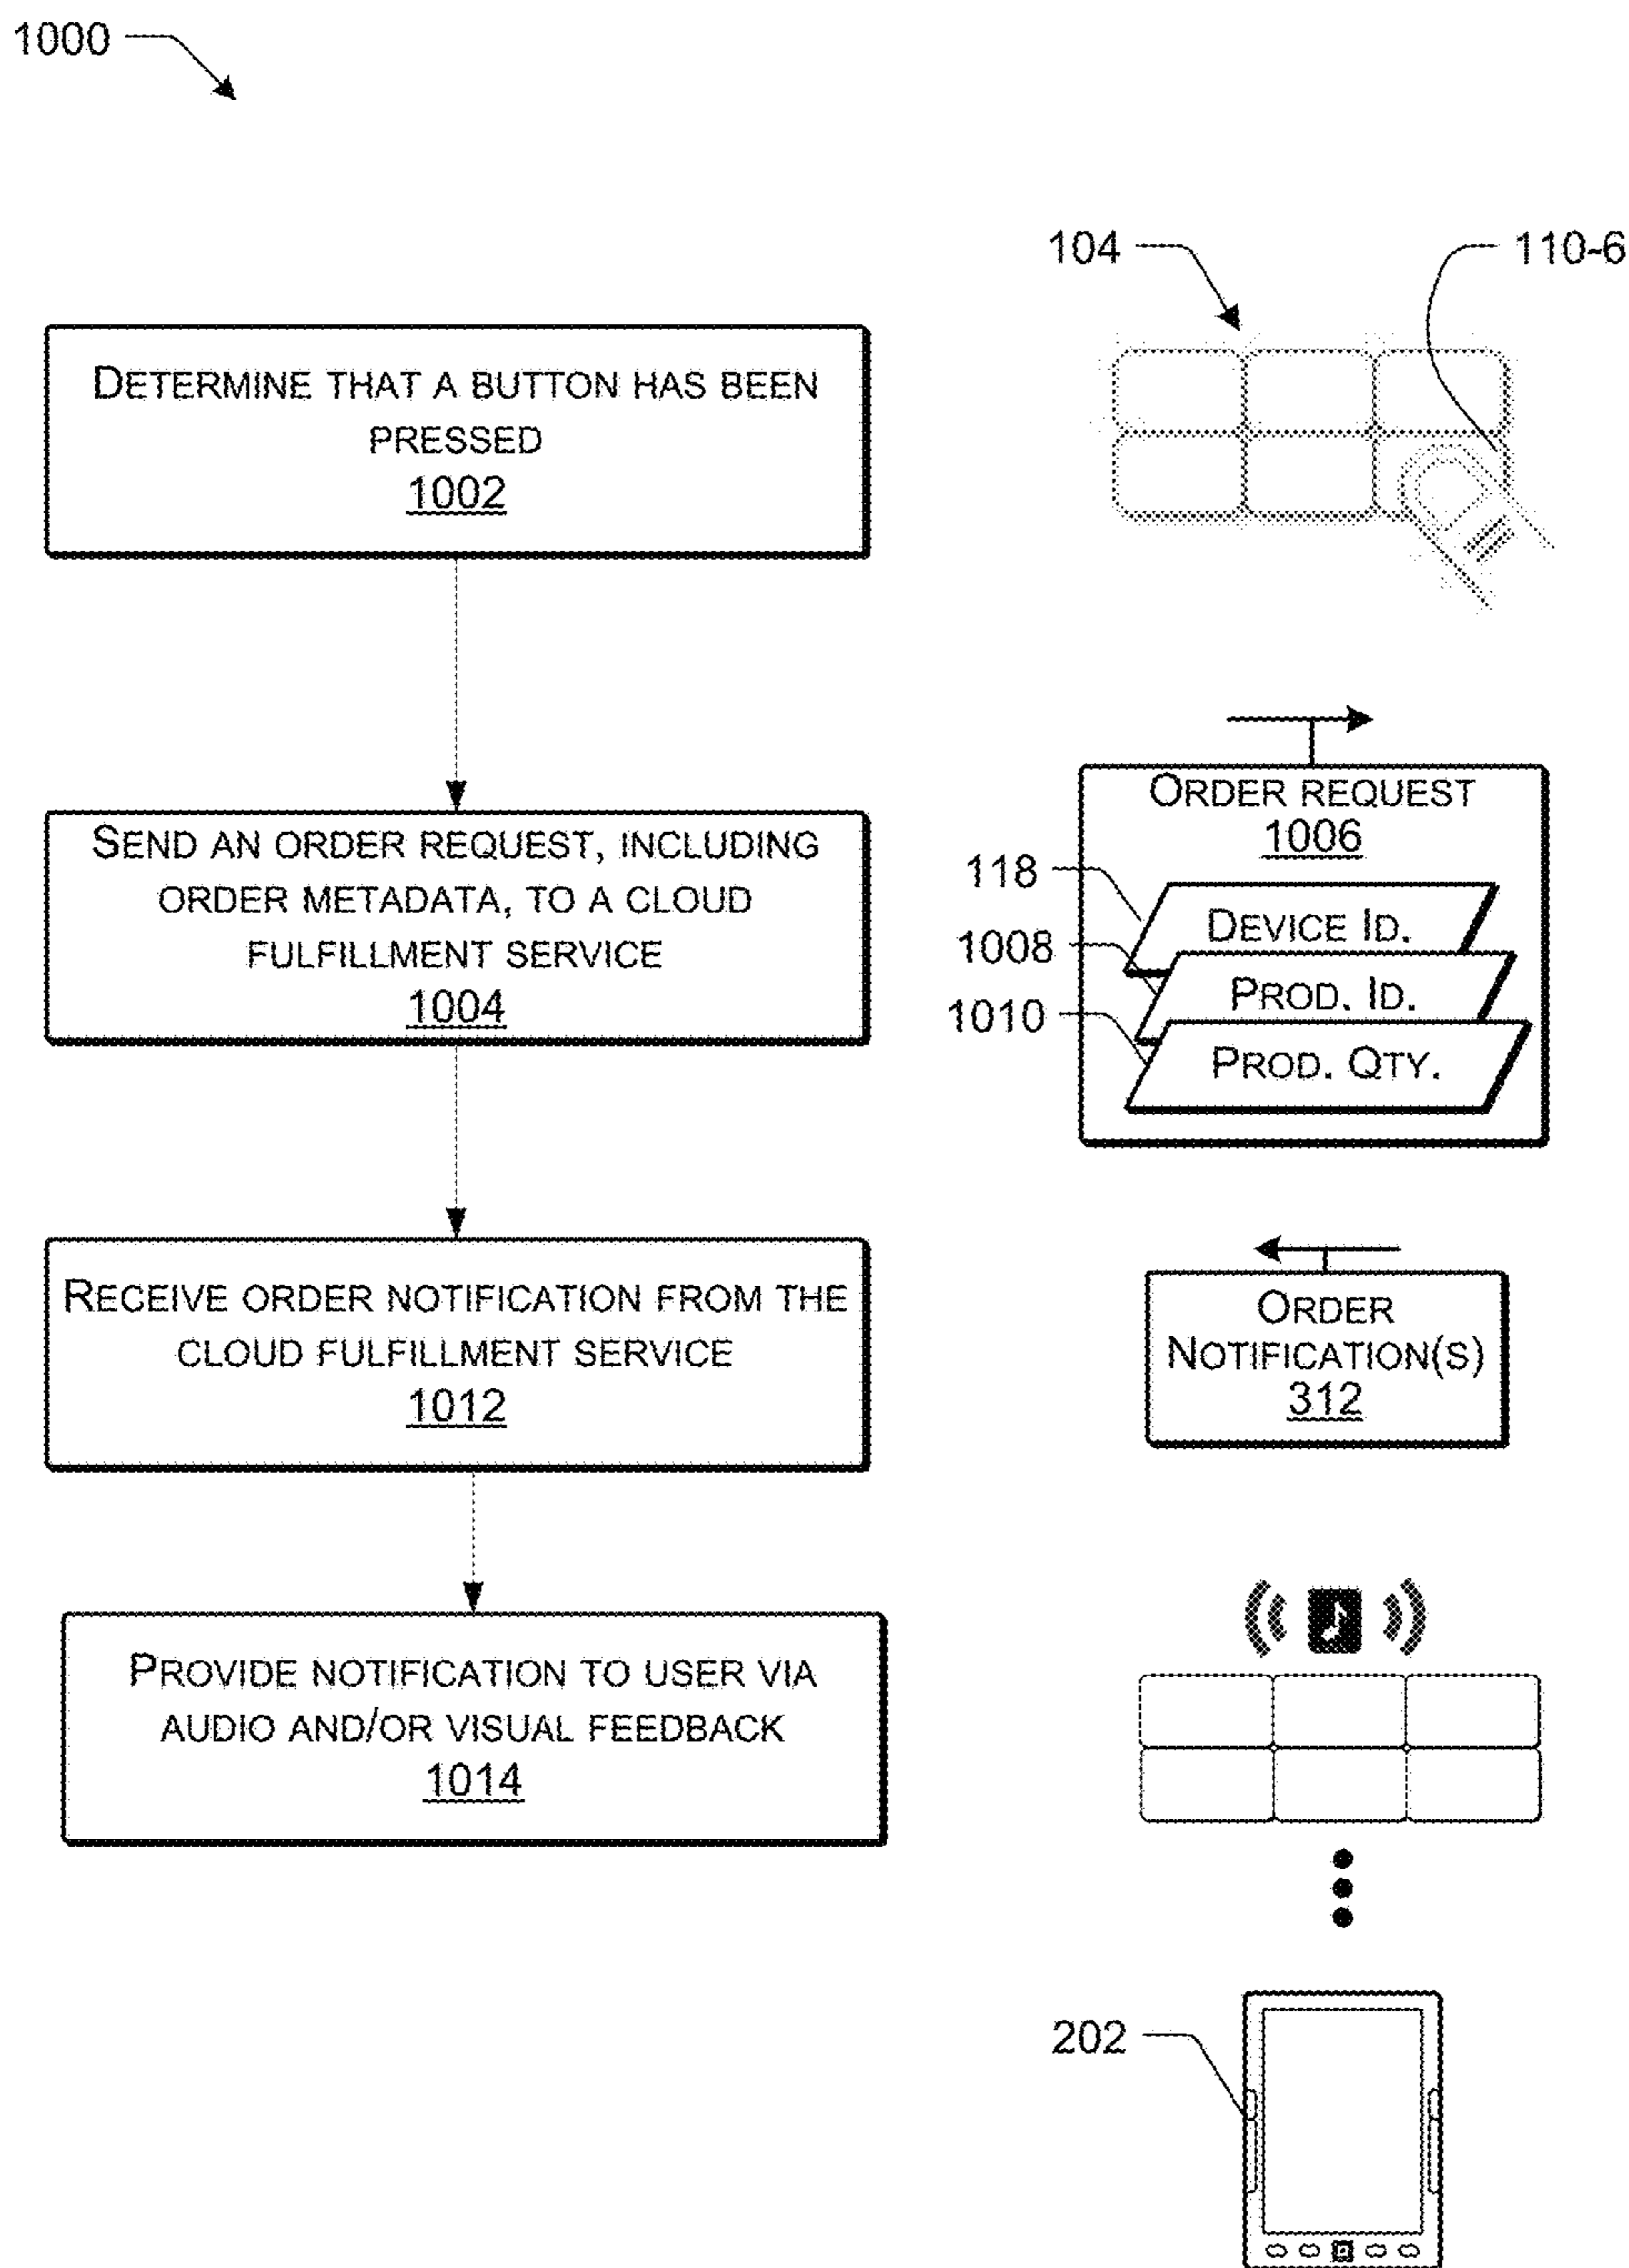 1000
104
110-6
DETERMINE THAT A BUTTON HAS BEEN
PRESSED
1002
SEND AN ORDER REQUEST, INCLUDING
ORDER METADATA, TO A CLOUD
FULFILLMENT SERVICE
1004
ORDER REQUEST
1006
118
DEVICE ID.
1008
PROD. ID.
1010
PROD. QTY.
RECEIVE ORDER NOTIFICATION FROM THE
CLOUD FULFILLMENT SERVICE
1012
ORDER
NOTIFICATION(S)
312
PROVIDE NOTIFICATION TO USER VIA
AUDIO AND/OR VISUAL FEEDBACK
1014
202